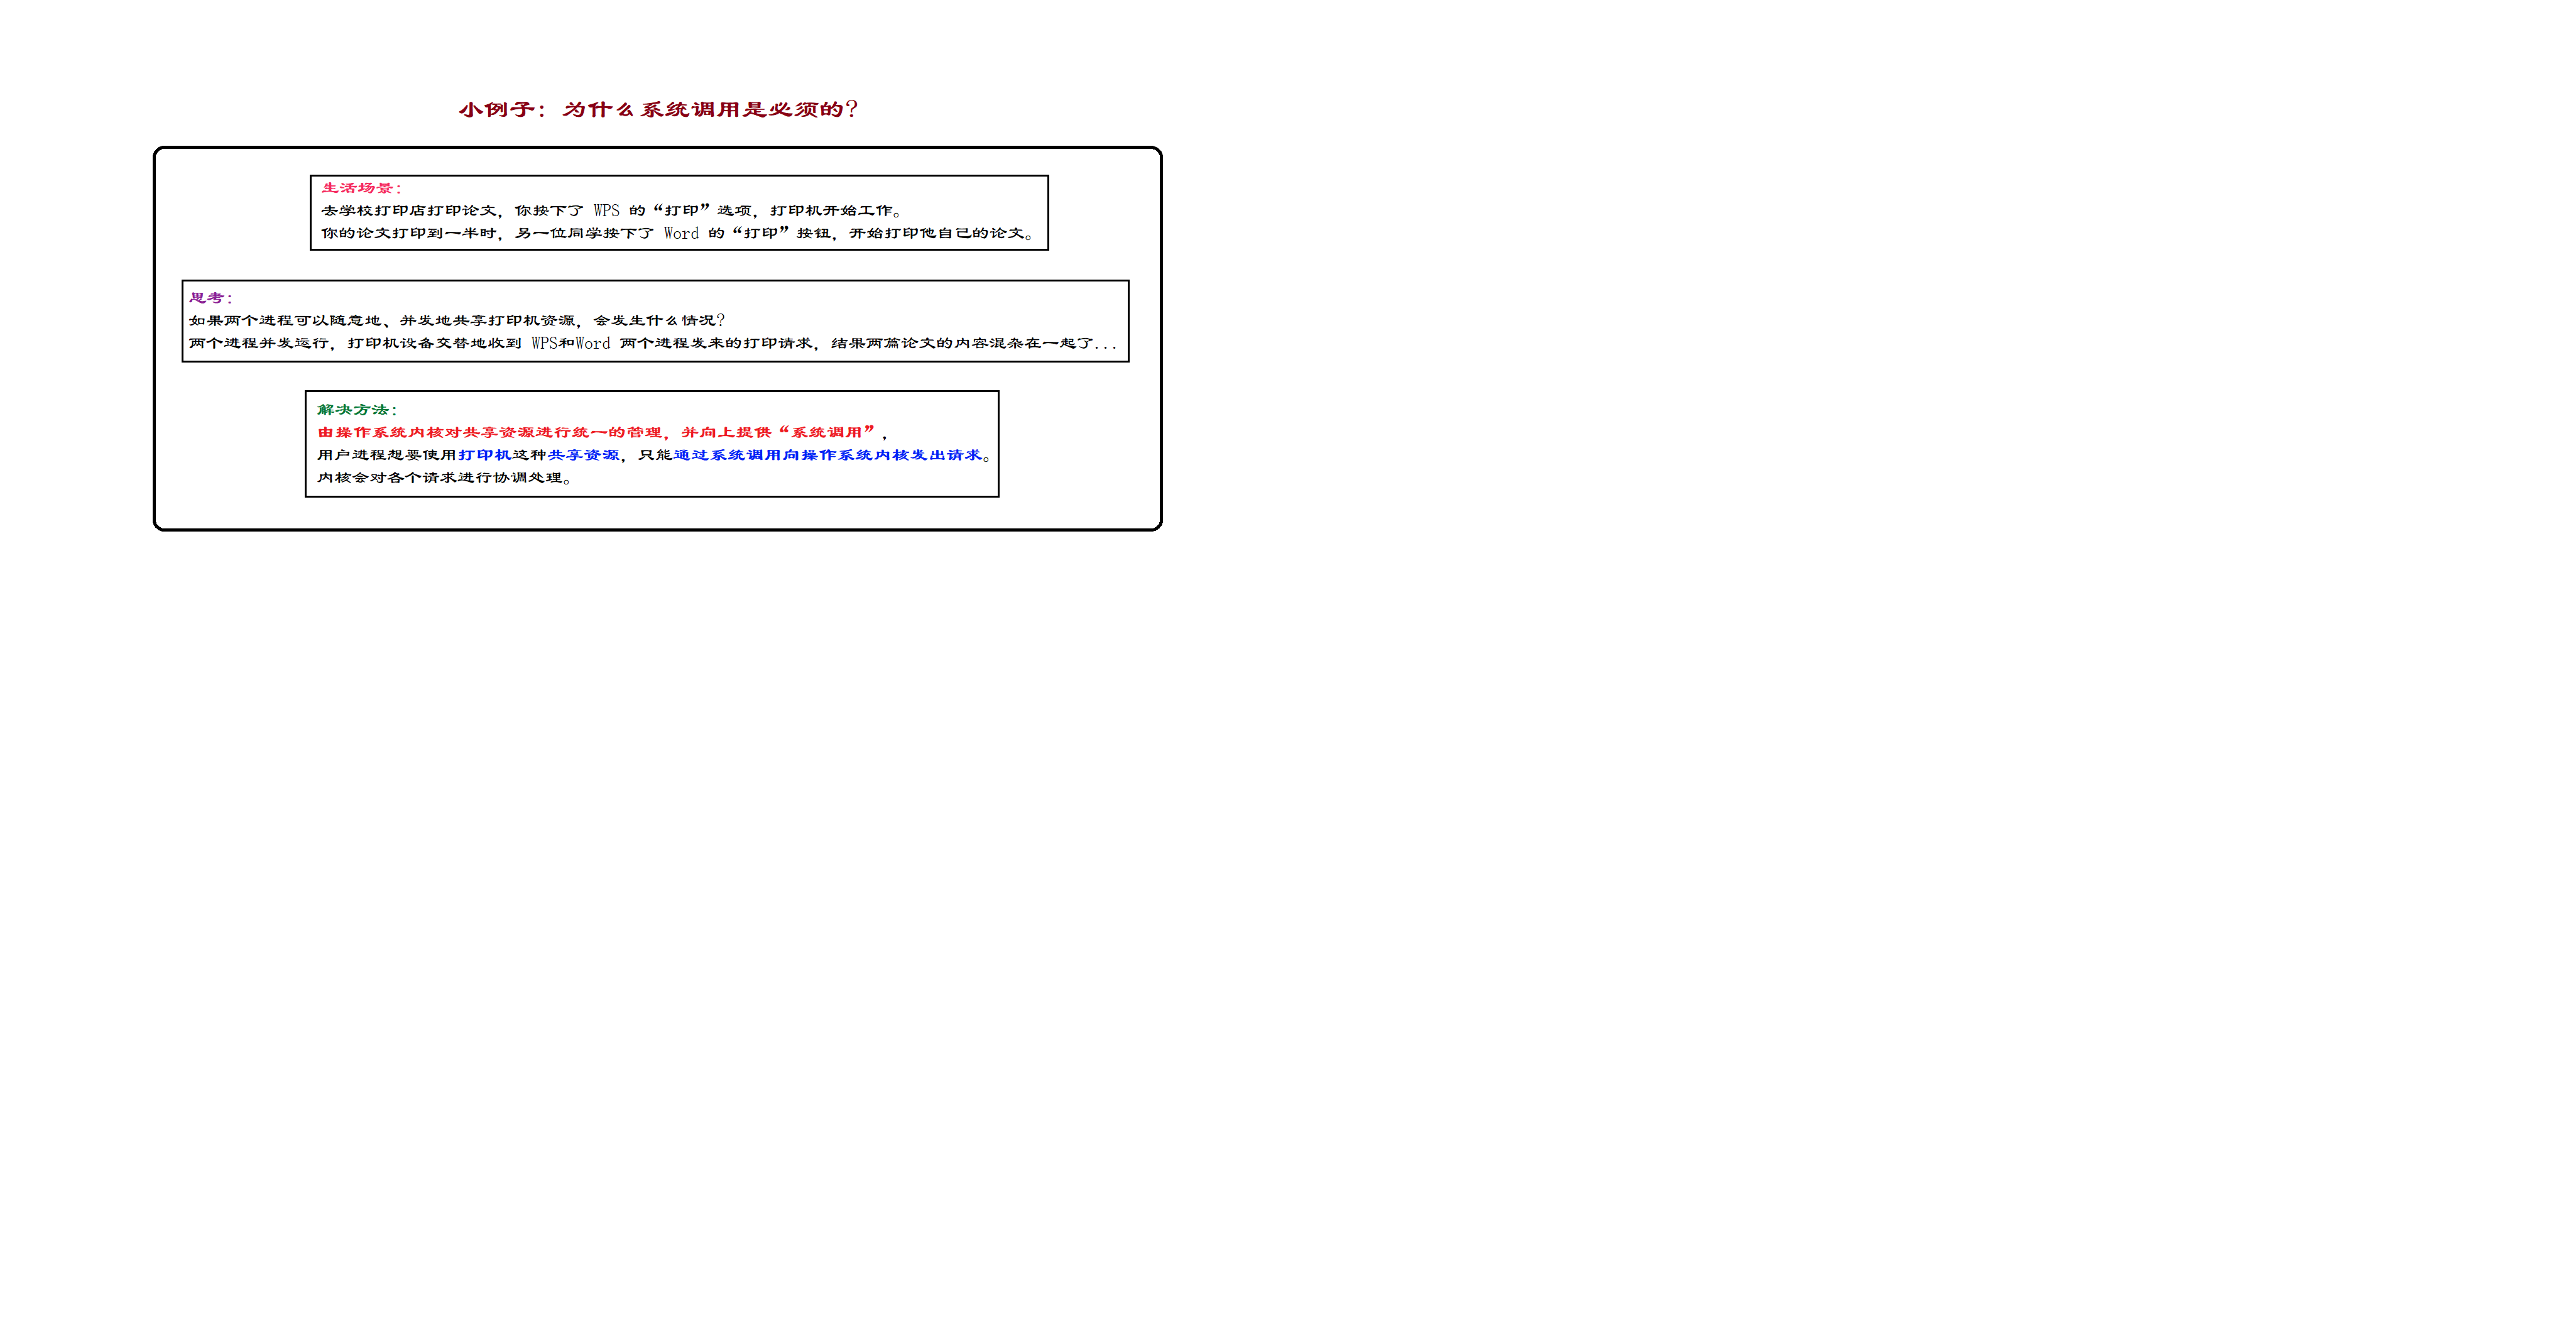 小例子：为什么系统调用是必须的？
生活场景：
去学校打印店打印论文，你按下了 WPS 的“打印”选项，打印机开始工作。
你的论文打印到一半时，另一位同学按下了 Word 的“打印”按钮，开始打印他自己的论文。
思考：
如果两个进程可以随意地、并发地共享打印机资源，会发生什么情况？
两个进程并发运行，打印机设备交替地收到 WPS和Word 两个进程发来的打印请求，结果两篇论文的内容混杂在一起了...
解决方法：
由操作系统内核对共享资源进行统一的管理，并向上提供“系统调用”，
用户进程想要使用打印机这种共享资源，只能通过系统调用向操作系统内核发出请求。
内核会对各个请求进行协调处理。